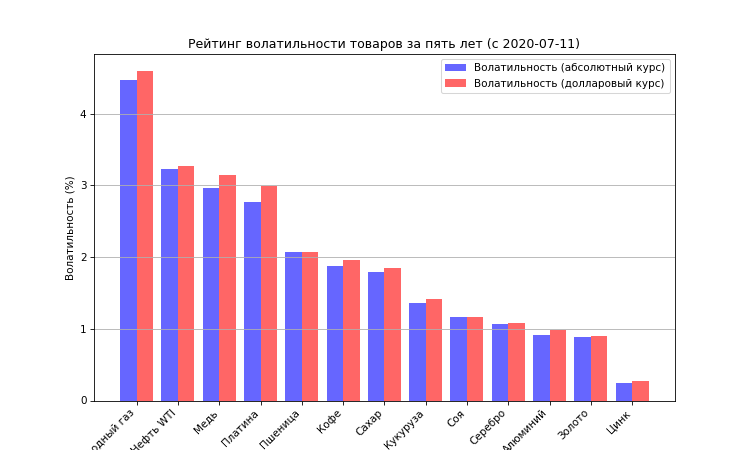 Рейтинг волатильности товаров за пять лет (с 2020-07-11)
Волатильность (абсолютный курс)
Волатильность (долларовый курс)
Волатильность (%)
4
3
2
1
0
газ
Нефть WTI
Медь
Платина
Пшеница
Кофе
Сахар
Кукуруза
Соя
Серебро
Алюминий
Золото
Цинк